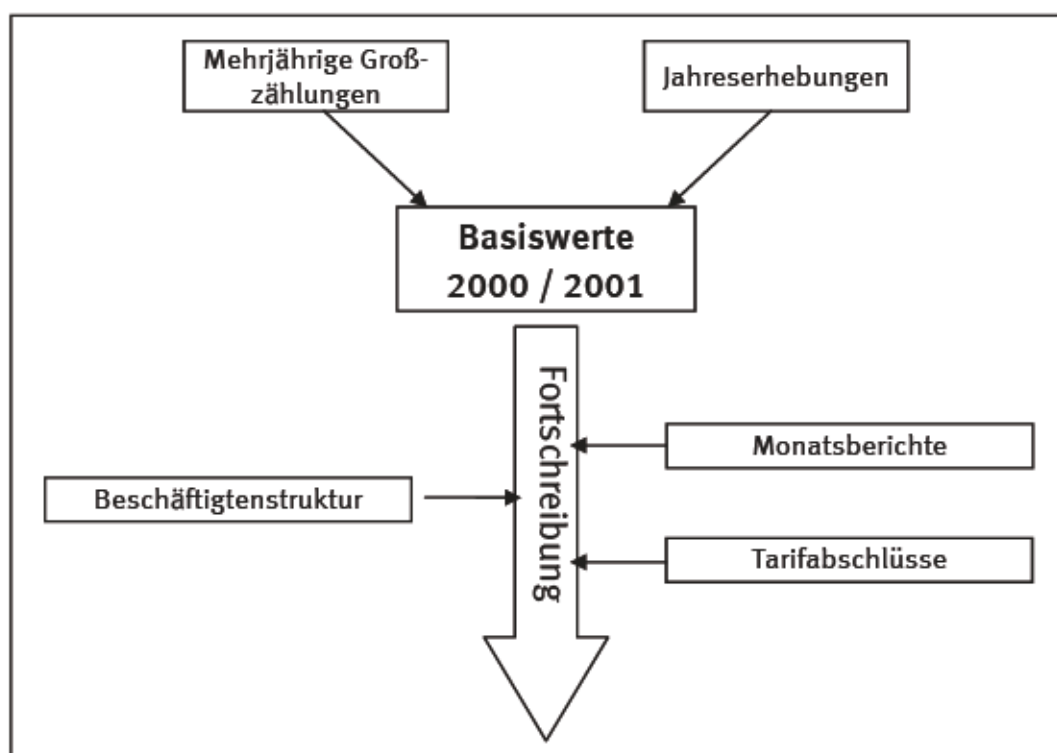 Mehrjährige Groß-
zählungen
Jahreserhebungen
Basiswerte
2000 / 2001
Fortschreibung
Monatsberichte
Beschäftigtenstruktur
Tarifabschlüsse